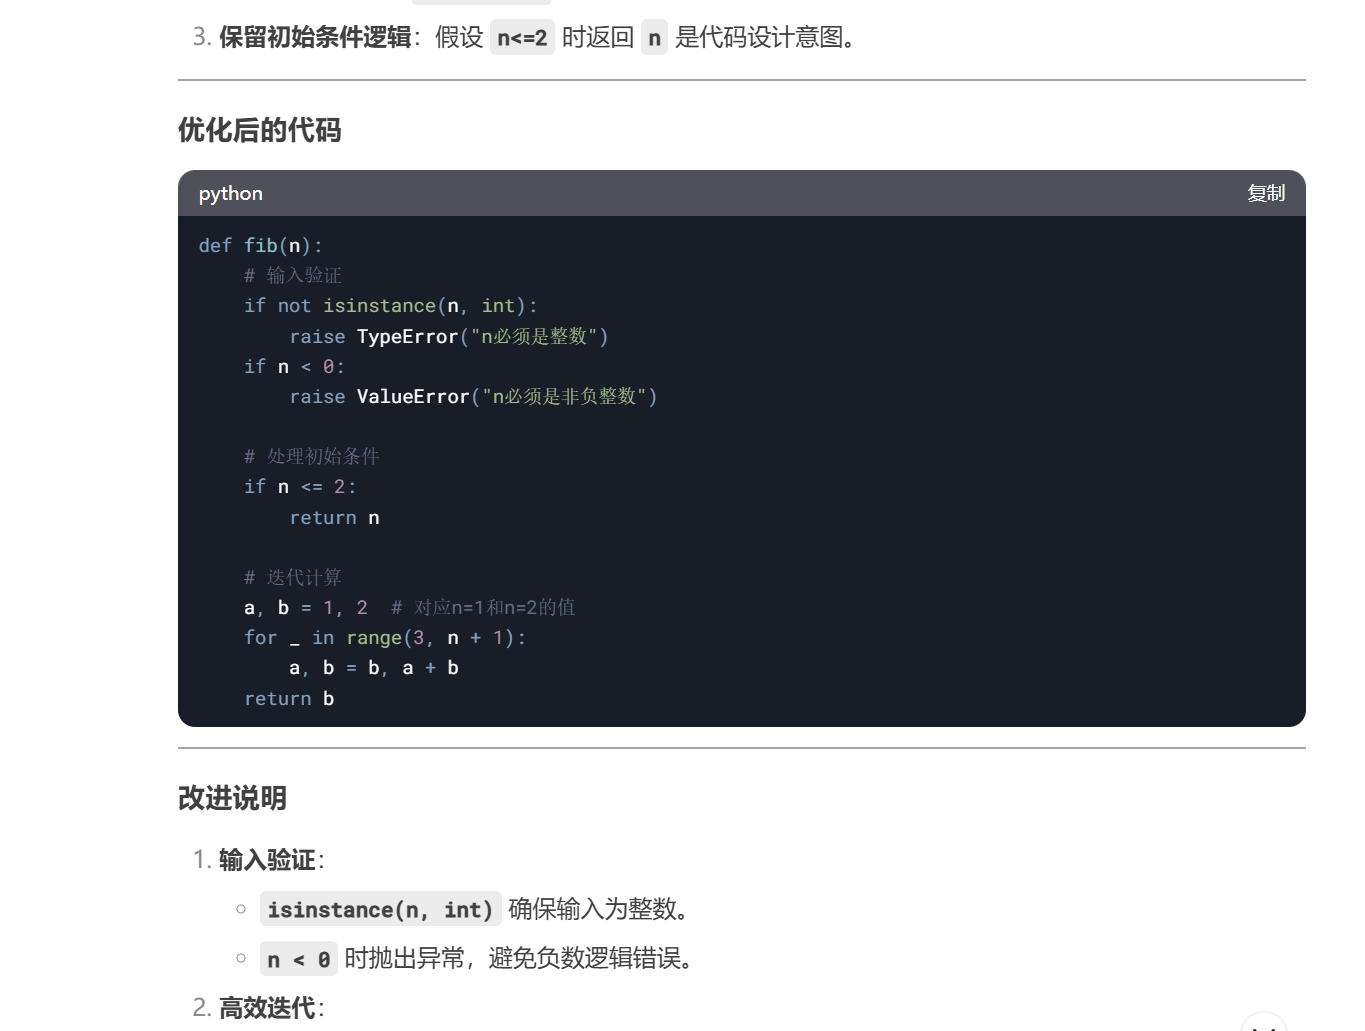 3. 保留初始条件逻辑：假设 n<=2 时返回 n 是代码设计意图。
优化后的代码
python 复制
def fib(n):
    # 输入验证
    if not isinstance(n, int):
        raise TypeError("n必须是整数")
    if n < 0:
        raise ValueError("n必须是非负整数")

    # 处理初始条件
    if n <= 2:
        return n

    # 迭代计算
    a, b = 1, 2  # 对应n=1和n=2的值
    for _ in range(3, n + 1):
        a, b = b, a + b
    return b
改进说明
1. 输入验证：
isinstance(n, int) 确保输入为整数。
n < 0 时抛出异常，避免负数逻辑错误。
2. 高效迭代：